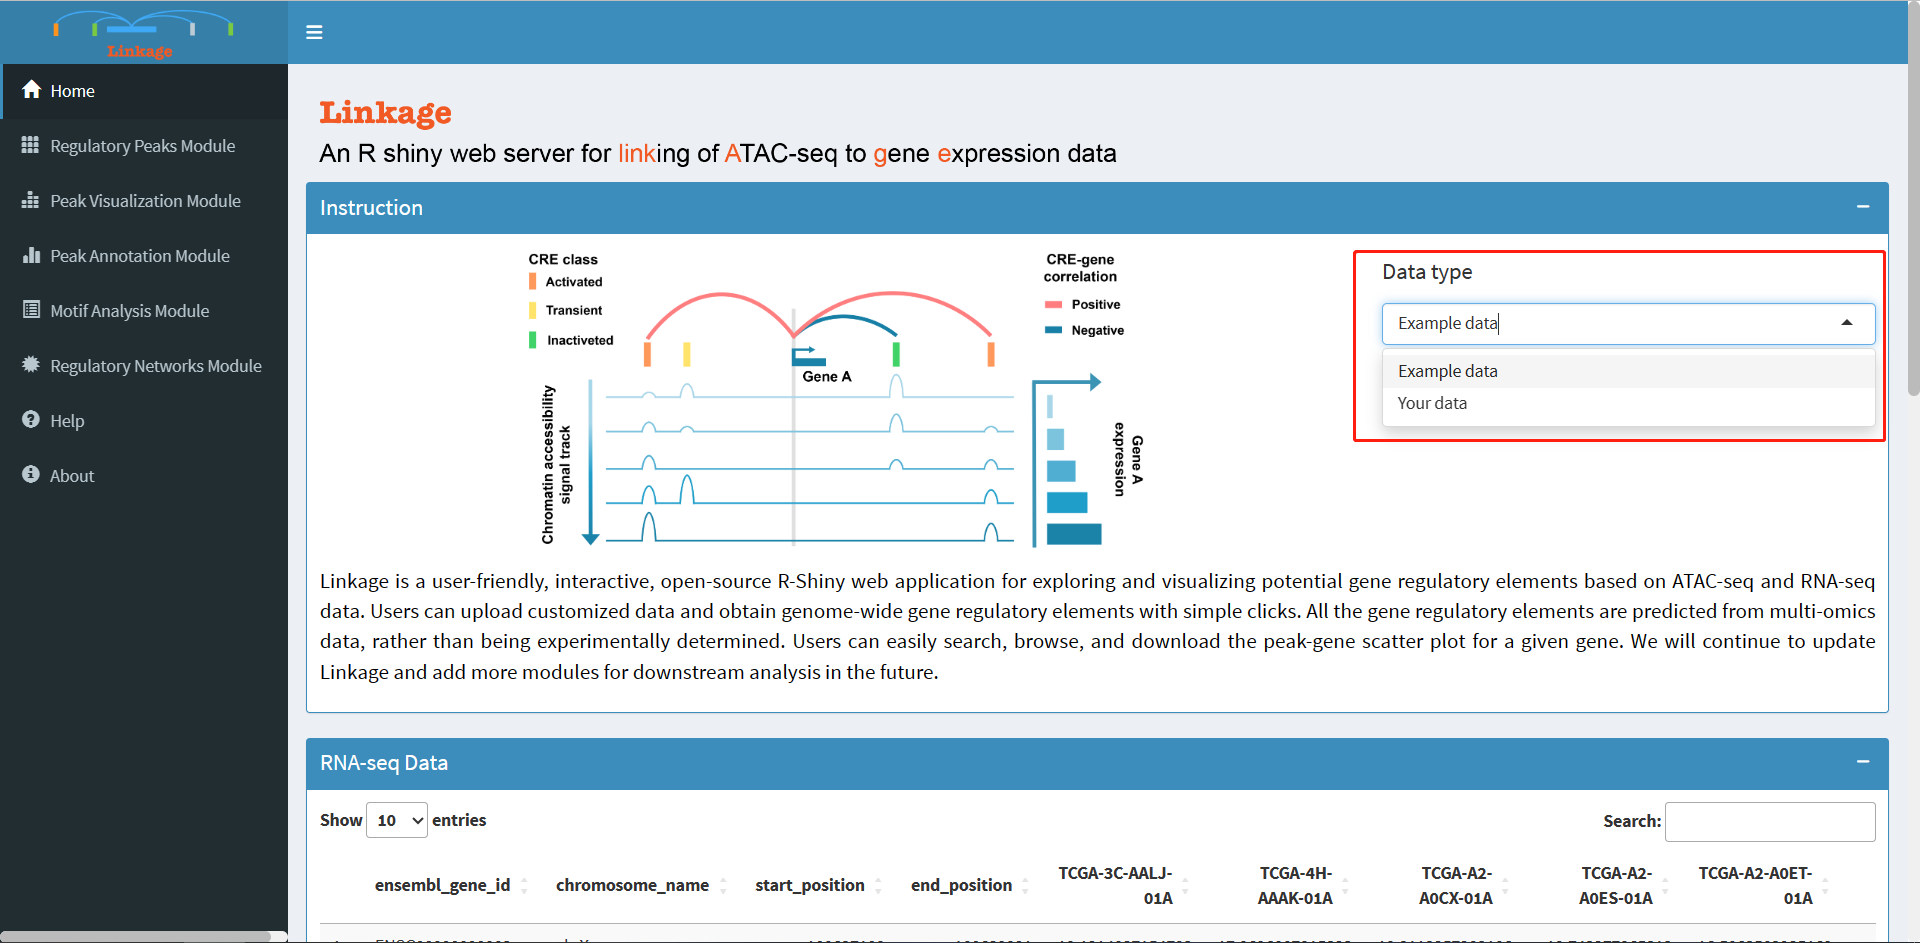 Linkage
Home
Regulatory Peaks Module
Peak Visualization Module
Peak Annotation Module
Motif Analysis Module
Regulatory Networks Module
Help
About
Linkage
An R shiny web server for linking of ATAC-seq to gene expression data
Instruction
CRE class
Activated
Transient
Inactiveted
CRE-gene
correlation
Positive
Negative
Gene A
Chromatin accessibility
signal track
Gene A
expression
Data type
Example data
Example data
Your data
Linkage is a user-friendly, interactive, open-source R-Shiny web application for exploring and visualizing potential gene regulatory elements based on ATAC-seq and RNA-seq
data. Users can upload customized data and obtain genome-wide gene regulatory elements with simple clicks. All the gene regulatory elements are predicted from multi-omics
data, rather than being experimentally determined. Users can easily search, browse, and download the peak-gene scatter plot for a given gene. We will continue to update
Linkage and add more modules for downstream analysis in the future.
RNA-seq Data
Show 10 entries
Search:
ensembl_gene_id chromosome_name start_position end_position TCGA-3C-AALJ-01A TCGA-4H-AAAK-01A TCGA-A2-A0CX-01A TCGA-A2-A0ES-01A TCGA-A2-A0ET-01A